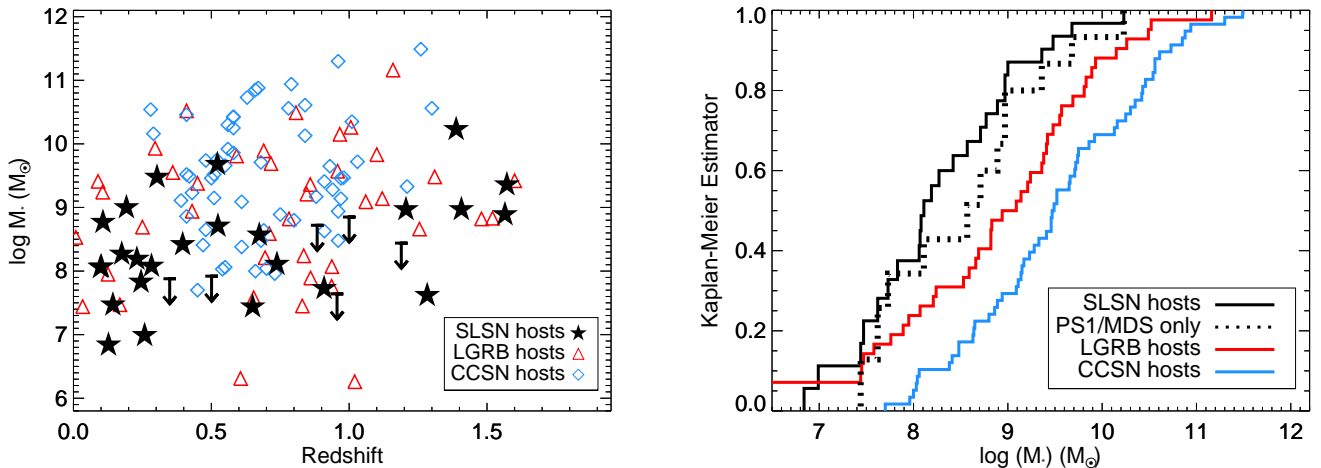 12
11
10
9
8
7
6
log M⋆ (M⊙)
0.0 0.5 1.0 1.5
Redshift
SLSN hosts
LGRB hosts
CCSN hosts
1.0
0.8
0.6
0.4
0.2
0.0
Kaplan-Meier Estimator
7 8 9 10 11 12
log (M⋆) (M⊙)
SLSN hosts
PS1/MDS only
LGRB hosts
CCSN hosts